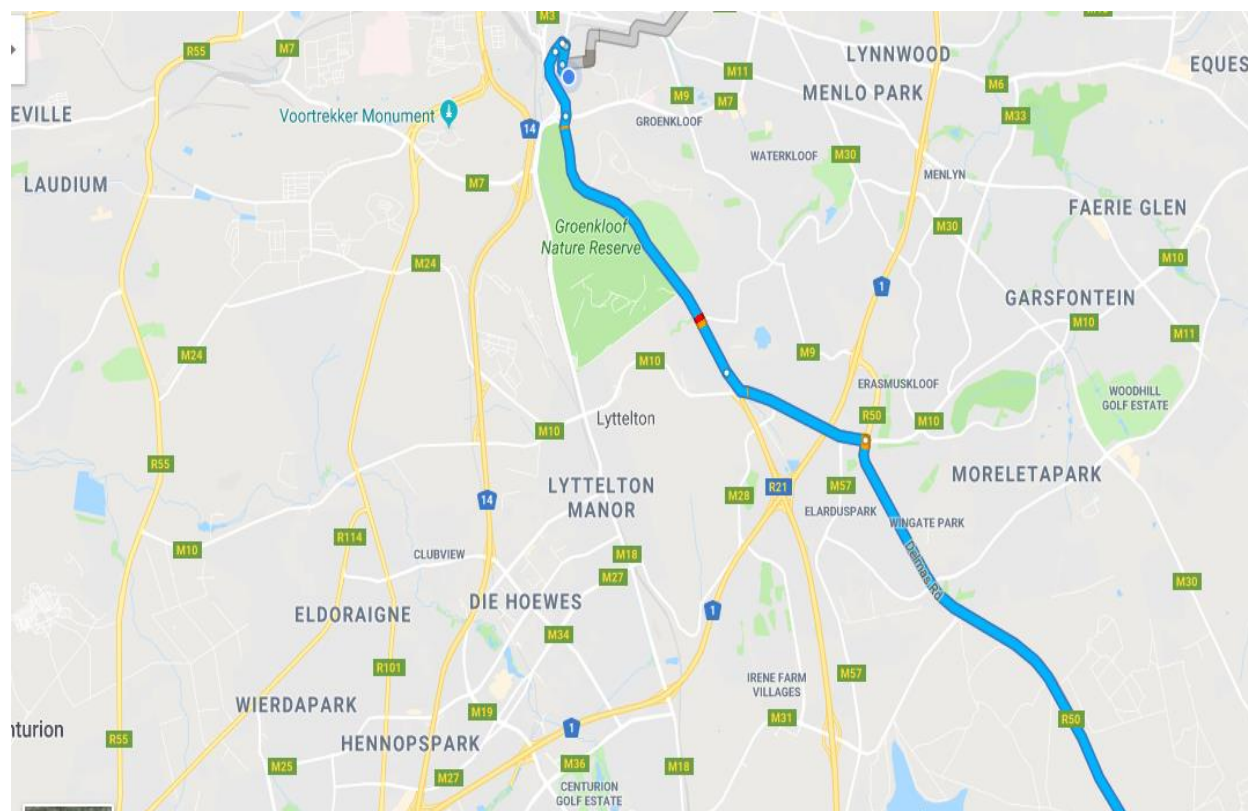 M3
R55
M7
LYNNWOOD
EQUES
M11
M6
M9
M7
MENLO PARK
M33
EVILLE
Voortrekker Monument
14
GROENKLOOF
WATERKLOOF
M30
LAUDIUM
M7
MENLYN
FAERIE GLEN
Groenkloof
Nature Reserve
M30
M24
M10
1
GARSFONTEIN
M10
M11
M24
M10
M9
ERASMUSKLOOF
WOODHILL
GOLF ESTATE
Lyttelton
R50
M10
M10
R55
MORELETAPARK
LYTTELTON
MANOR
14
M28
R21
M57
ELARDUSPARK
WINGATE PARK
R114
M10
CLUBVIEW
M18
M27
Delmas Rd
M30
ELDORAIGNE
DIE HOEWES
1
M34
R101
M57
IRENE FARM
VILLAGES
WIERDAPARK
M19
M31
R50
nturion
R55
HENNOPSPARK
1
M25
M27
M36
M18
CENTURION
GOLF ESTATE